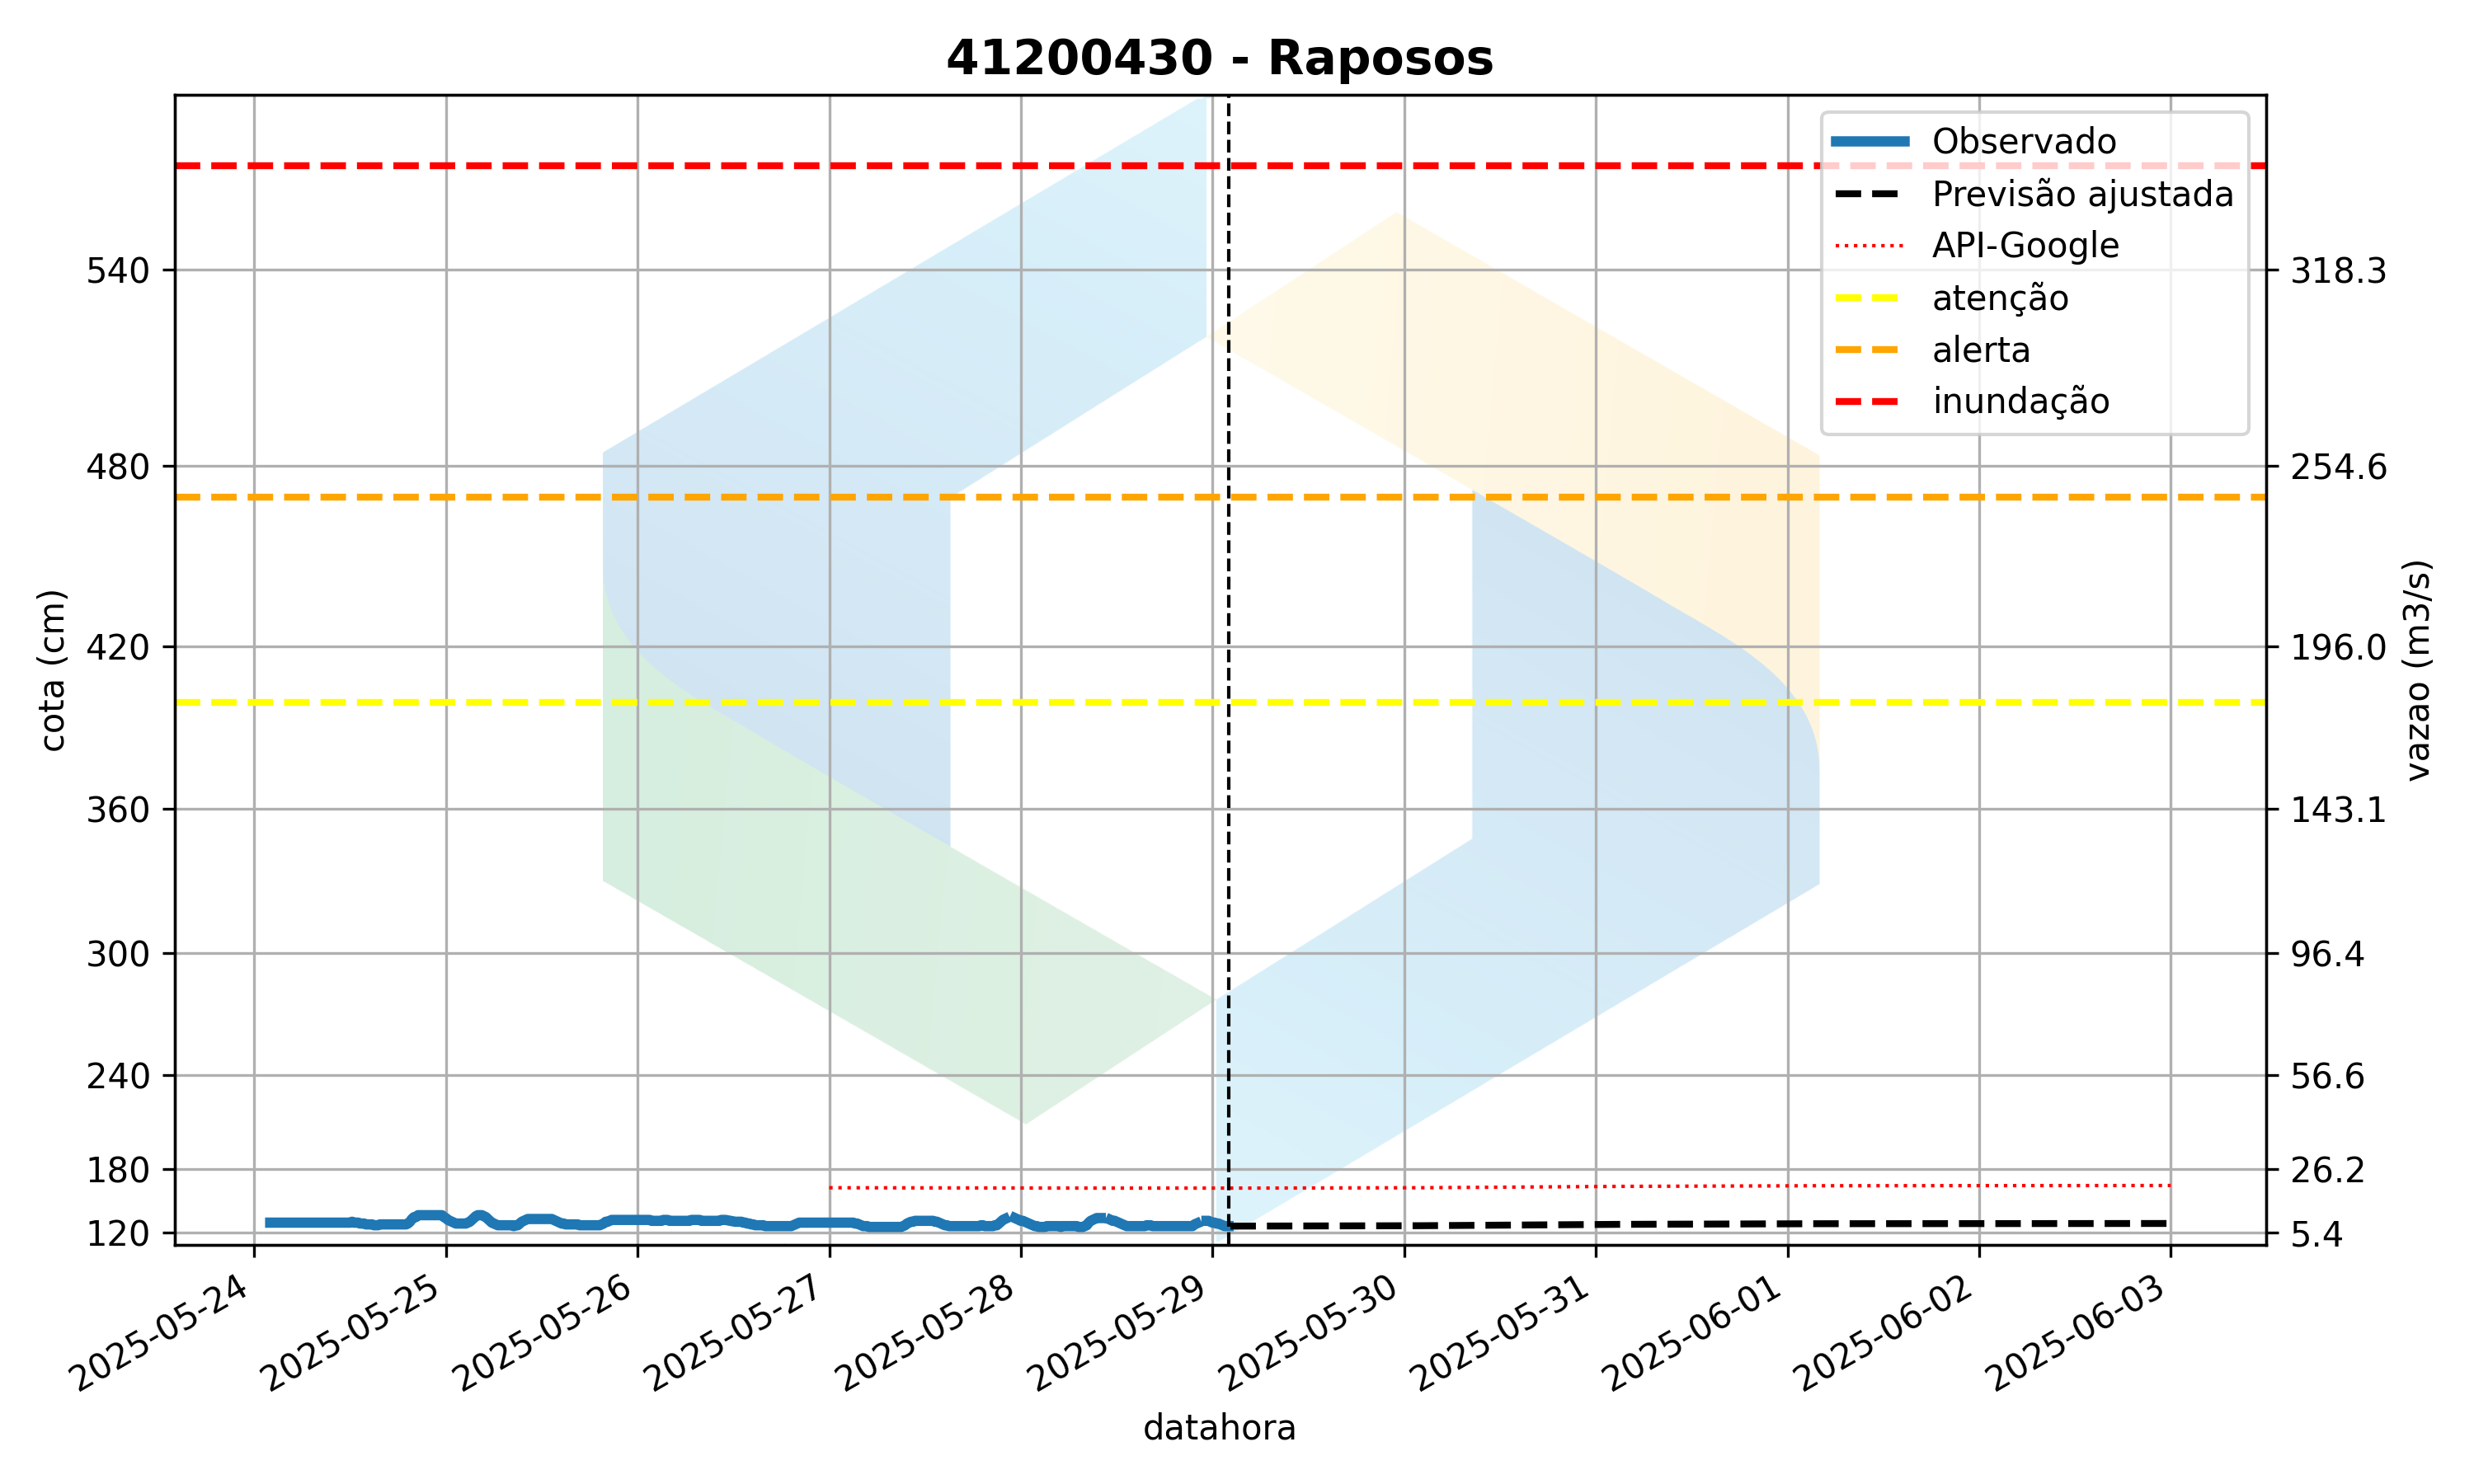 41200430 - Raposos
Observado
Previsão ajustada
API-Google
atenção
alerta
inundação
540
480
420
360
300
240
180
120
cota (cm)
318.3
254.6
196.0
143.1
96.4
56.6
26.2
5.4
vazao (m3/s)
2025-05-24
2025-05-25
2025-05-26
2025-05-27
2025-05-28
2025-05-29
2025-05-30
2025-05-31
2025-06-01
2025-06-02
2025-06-03
datahora